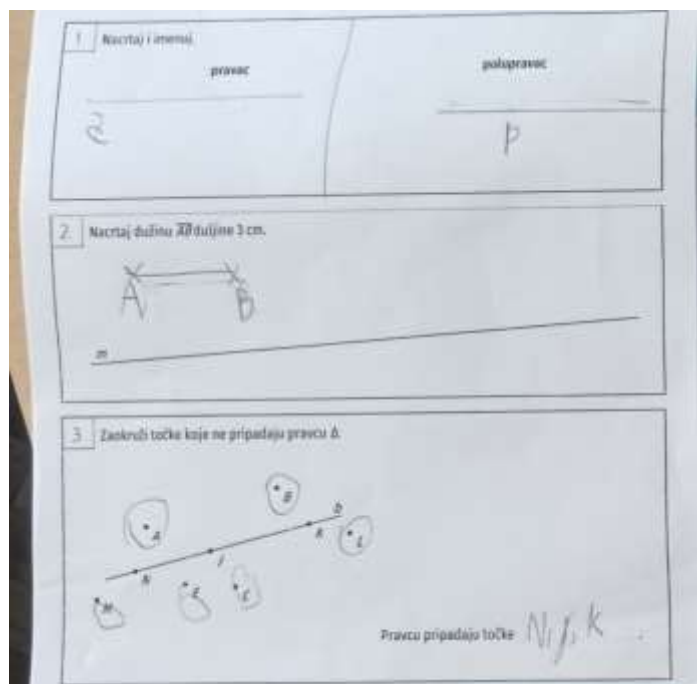 1 Nacrtaj i imenuj.
pravac polupravac
a p
2. Nacrtaj dužinu AB duljine 3 cm.
A B
m
3. Zaokruži točke koje ne pripadaju pravcu b.
B b
A K L
J
N
M E C
Pravcu pripadaju točke N, J, K .